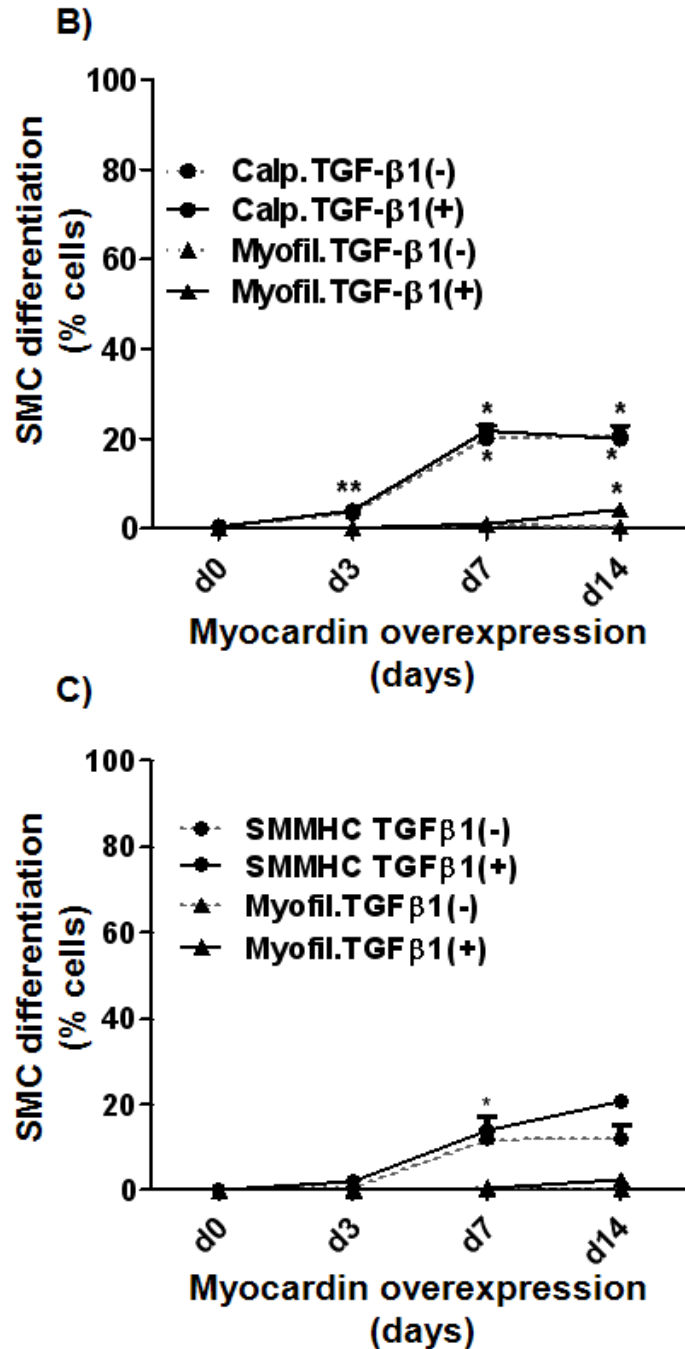 B)
100
80
60
40
20
0
SMC differentiation
(% cells)
Calp.TGF-β1(-)
Calp.TGF-β1(+)
Myofil.TGF-β1(-)
Myofil.TGF-β1(+)
* *
* *
** *
d0 d3 d7 d14
Myocardin overexpression
(days)
C)
100
80
60
40
20
0
SMC differentiation
(% cells)
SMMHC TGFβ1(-)
SMMHC TGFβ1(+)
Myofil.TGFβ1(-)
Myofil.TGFβ1(+)
*
d0 d3 d7 d14
Myocardin overexpression
(days)